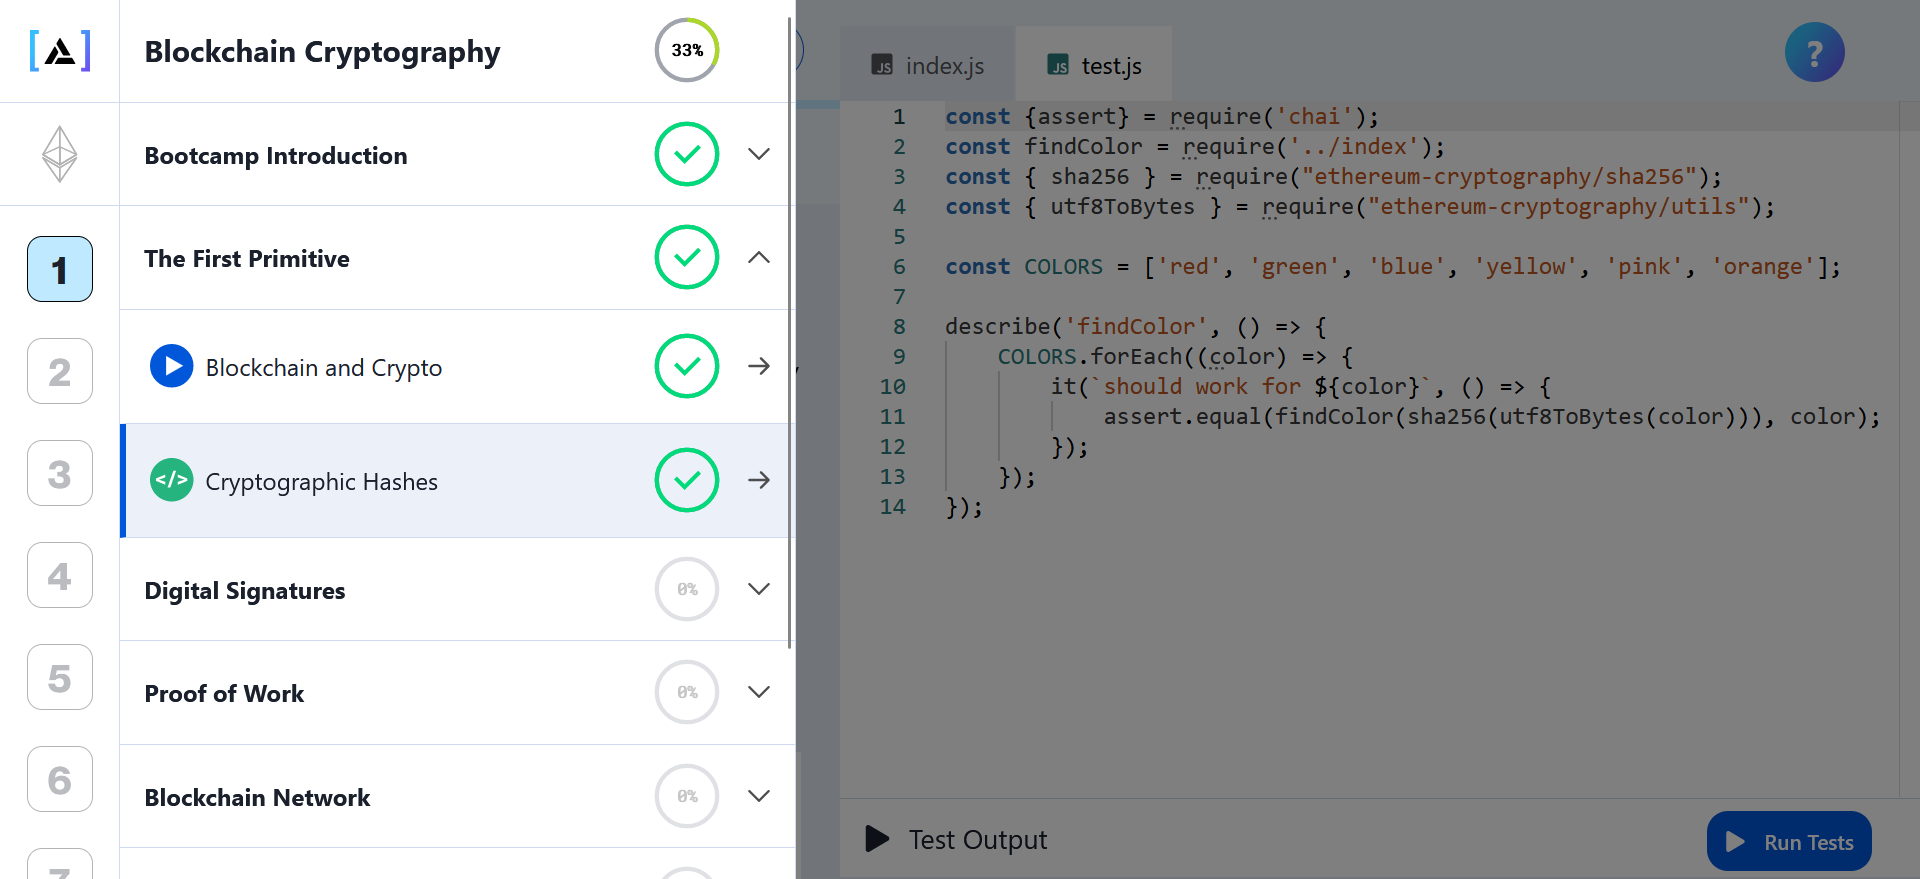 Blockchain Cryptography
33%
Bootcamp Introduction
1
The First Primitive
2
Blockchain and Crypto
3
</> Cryptographic Hashes
4
Digital Signatures
0%
5
Proof of Work
0%
6
Blockchain Network
0%
7
JS index.js
JS test.js
?
1 const {assert} = require('chai');
2 const findColor = require('../index');
3 const { sha256 } = require("ethereum-cryptography/sha256");
4 const { utf8ToBytes } = require("ethereum-cryptography/utils");
5
6 const COLORS = ['red', 'green', 'blue', 'yellow', 'pink', 'orange'];
7
8 describe('findColor', () => {
9 COLORS.forEach((color) => {
10 it(`should work for ${color}`, () => {
11 assert.equal(findColor(sha256(utf8ToBytes(color))), color);
12 });
13 });
14 });
Test Output
Run Tests